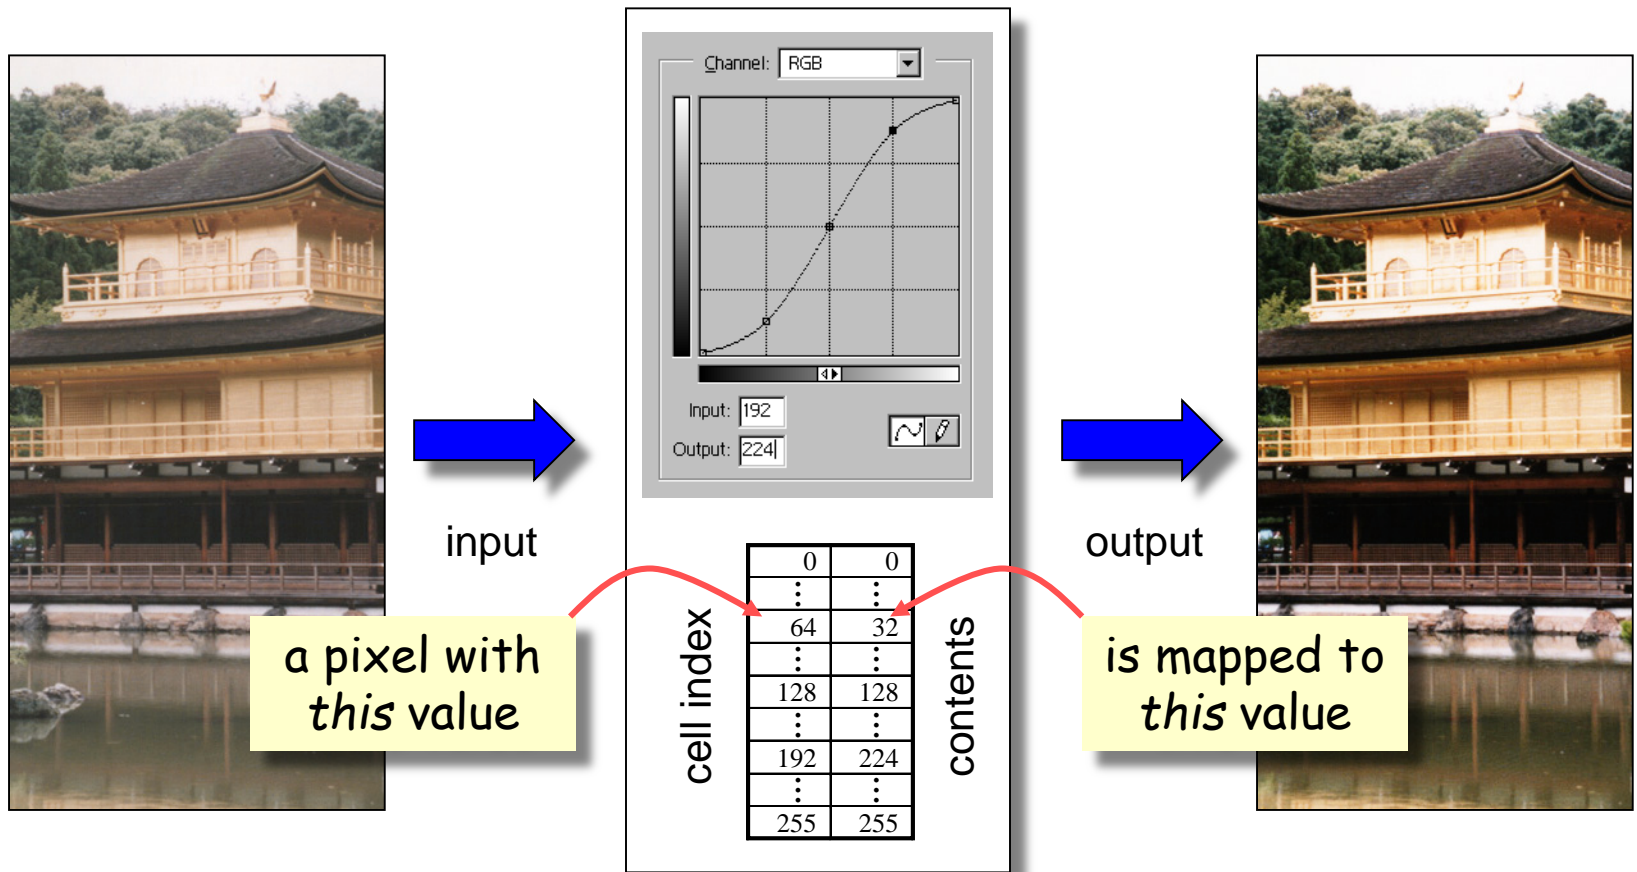 Channel: RGB
Input: 192
Output: 224
input
output
a pixel with
this value
cell index
0 0
⋮ ⋮
64 32
⋮ ⋮
128 128
⋮ ⋮
192 224
⋮ ⋮
255 255
contents
is mapped to
this value